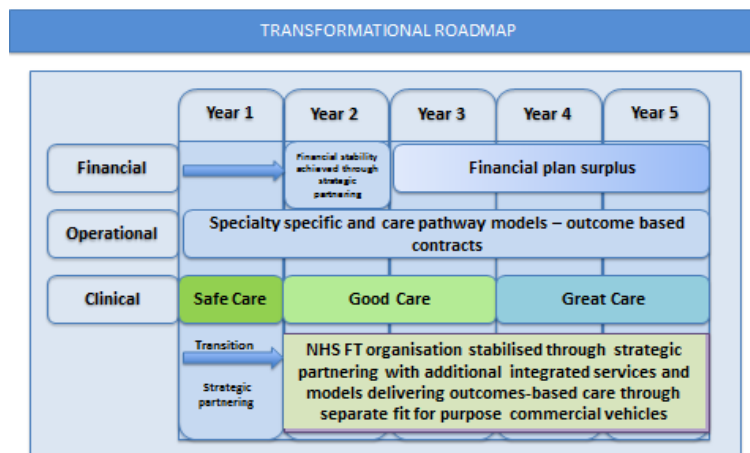 TRANSFORMATIONAL ROADMAP
Year 1
Year 2
Year 3
Year 4
Year 5
Financial
Financial stability
achieved through
strategic
partnering
Financial plan surplus
Operational
Specialty specific and care pathway models – outcome based
contracts
Clinical
Safe Care
Good Care
Great Care
Transition
Strategic
partnering
NHS FT organisation stabilised through strategic
partnering with additional integrated services and
models delivering outcomes-based care through
separate fit for purpose commercial vehicles